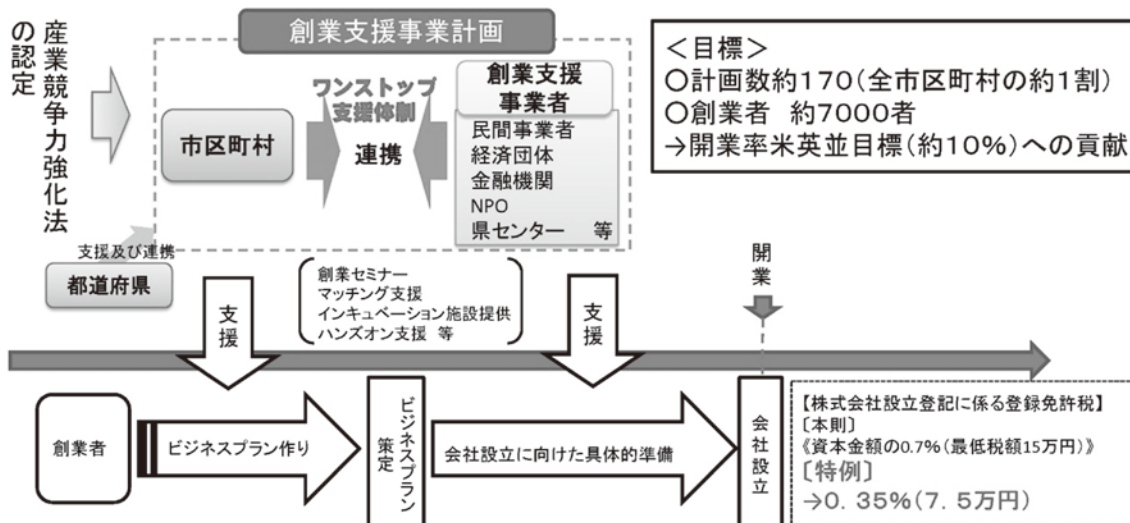 産業競争力強化法
の認定
創業支援事業計画
市区町村
ワンストップ
支援体制
連携
創業支援
事業者
民間事業者
経済団体
金融機関
NPO
県センター　等
＜目標＞
○計画数約170(全市区町村の約1割)
○創業者　約7000者
→開業率米英並目標(約10%)への貢献
支援及び連携
都道府県
支援
創業セミナー
マッチング支援
インキュベーション施設提供
ハンズオン支援　等
支援
開業
創業者
ビジネスプラン作り
ビジネスプラン
策定
会社設立に向けた具体的準備
会社設立
【株式会社設立登記に係る登録免許税】
〔本則〕
《資本金額の0.7%(最低税額15万円)》
〔特例〕
→0．35%(7．5万円)